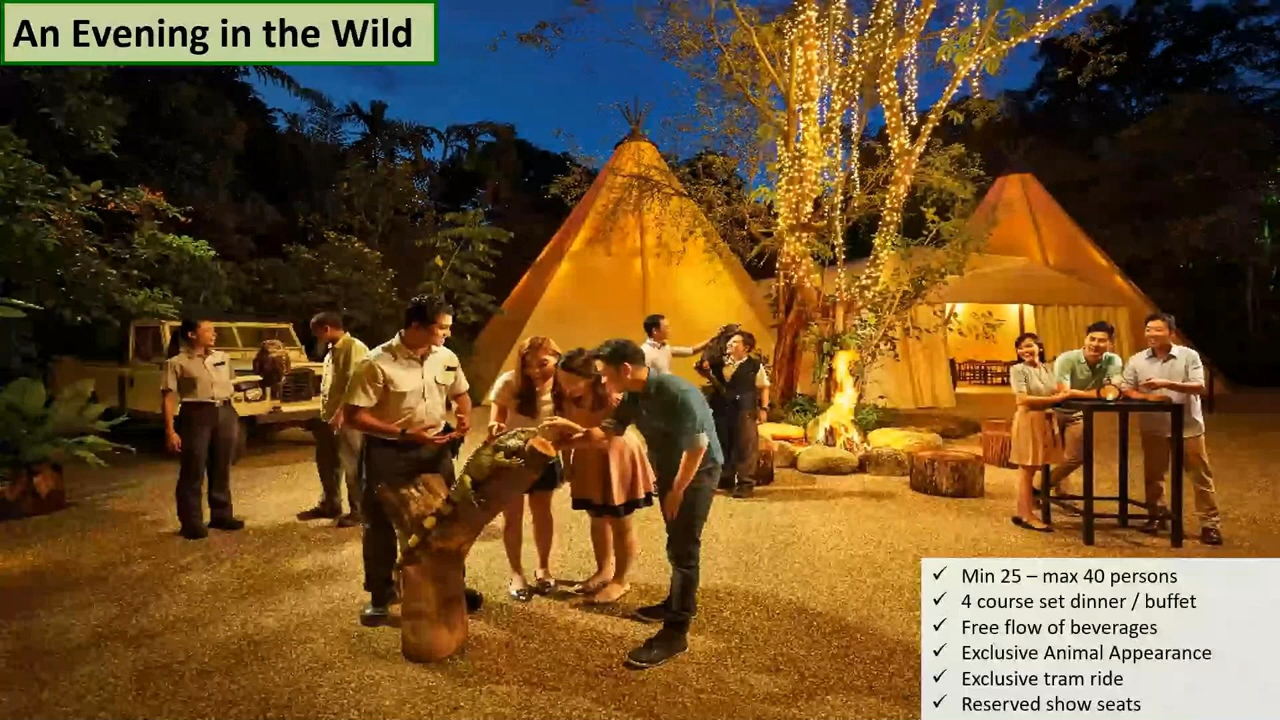 An Evening in the Wild
✓ Min 25 – max 40 persons
✓ 4 course set dinner / buffet
✓ Free flow of beverages
✓ Exclusive Animal Appearance
✓ Exclusive tram ride
✓ Reserved show seats